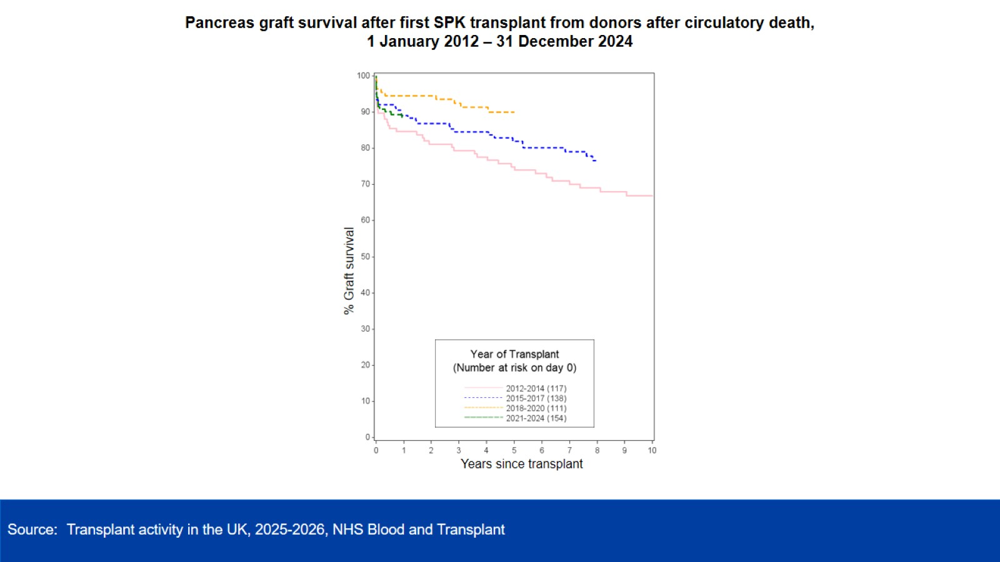 Pancreas graft survival after first SPK transplant from donors after circulatory death,
1 January 2012 – 31 December 2024
100
90
80
70
60
50
40
30
20
10
0
% Graft survival
Year of Transplant
(Number at risk on day 0)
2012-2014 (117)
2015-2017 (138)
2018-2020 (111)
2021-2024 (154)
0 1 2 3 4 5 6 7 8 9 10
Years since transplant
Source: Transplant activity in the UK, 2025-2026, NHS Blood and Transplant